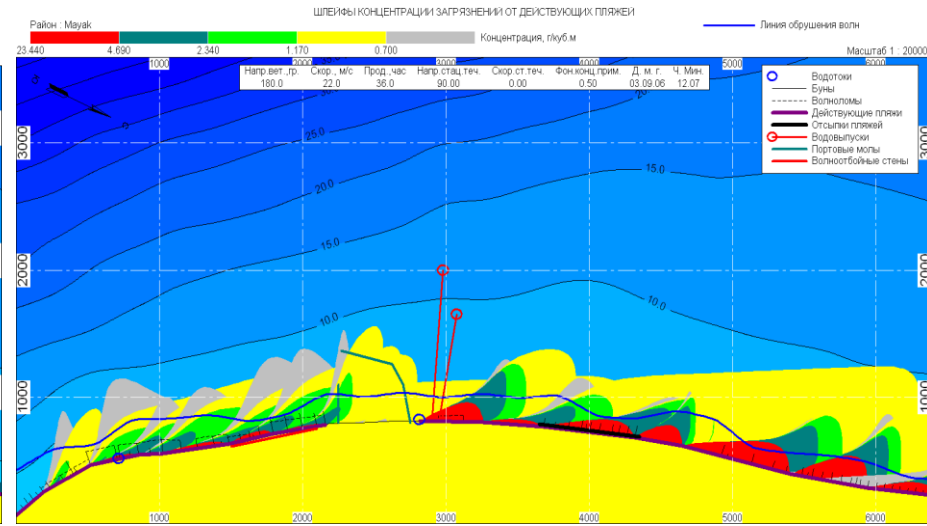 ШЛЕЙФЫ КОНЦЕНТРАЦИИ ЗАГРЯЗНЕНИЙ ОТ ДЕЙСТВУЮЩИХ ПЛЯЖЕЙ
Район : Mayak
Линия обрушения волн
Концентрация, г/куб.м
23.440 4.690 2.340 1.170 0.700
Масштаб 1 : 20000
1000 2000 3000 4000 5000 6000
Напр.вет.,гр. Скор., м/с Прод.,час Напр.стац.теч. Скор.ст.теч. Фон.конц.прим. Д. м. г. Ч. Мин.
180.0 22.0 36.0 90.00 0.00 0.50 03.09.06 12.07
Водотоки
Буны
Волноломы
Действующие пляжи
Отсыпки пляжей
Водовыпуски
Портовые молы
Волноотбойные стены
3000
25.0
20.0
15.0
15.0
2000
10.0
10.0
1000
1000 2000 3000 4000 5000 6000